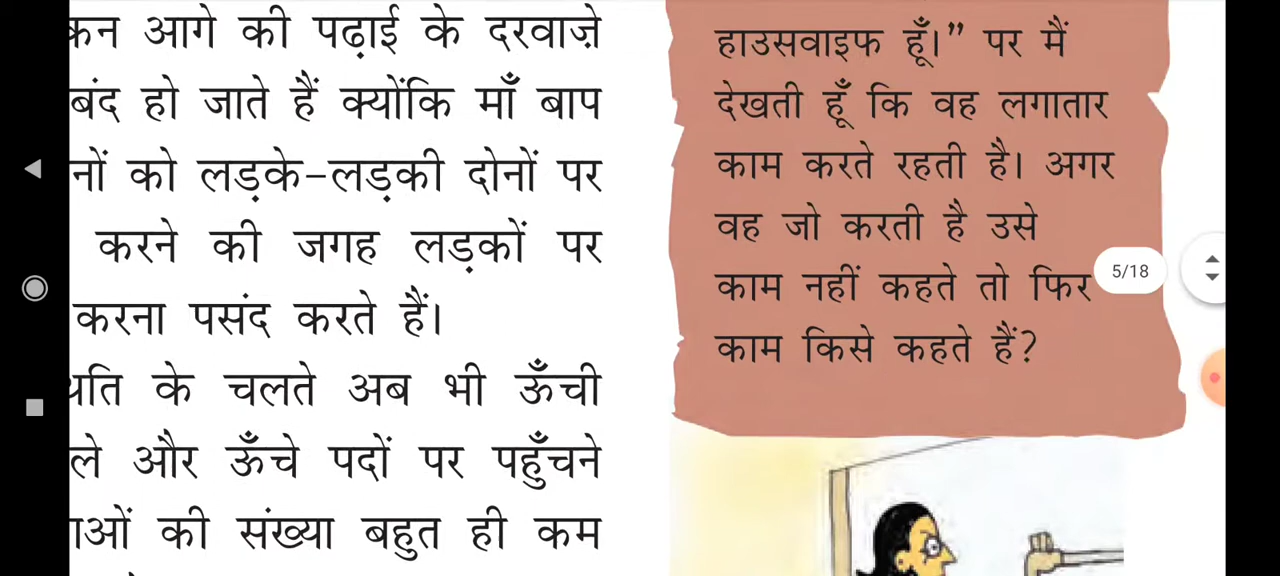 आगे की पढ़ाई के दरवाज़े
बंद हो जाते हैं क्योंकि माँ बाप
को लड़के-लड़की दोनों पर
करने की जगह लड़कों पर
करना पसंद करते हैं।
के चलते अब भी ऊँची
और ऊँचे पदों पर पहुँचने
की संख्या बहुत ही कम
हाउसवाइफ हूँ।” पर मैं
देखती हूँ कि वह लगातार
काम करते रहती है। अगर
वह जो करती है उसे
काम नहीं कहते तो फिर
काम किसे कहते हैं?
5/18